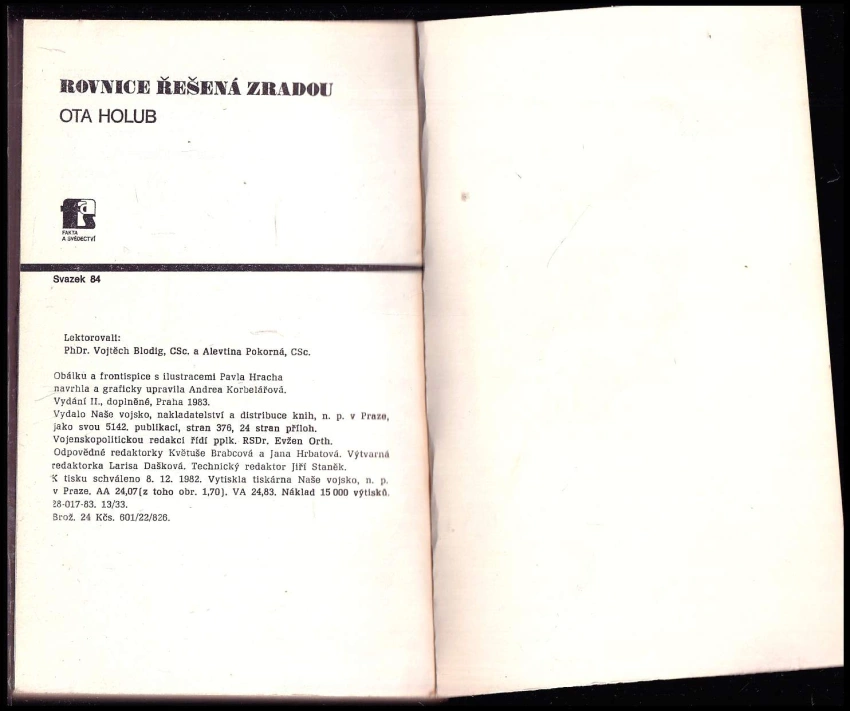 ROVNICE ŘEŠENÁ ZRADOU
OTA HOLUB
FAKTA
A SVĚDECTVÍ
Svazek 84
Lektorovali:
PhDr. Vojtěch Blodig, CSc. a Alevtina Pokorná, CSc.
Obálku a frontispice s ilustracemi Pavla Hracha
navrhla a graficky upravila Andrea Korbelářová.
Vydání II., doplněné, Praha 1983.
Vydalo Naše vojsko, nakladatelství a distribuce knih, n. p. v Praze,
jako svou 5142. publikaci, stran 376, 24 stran příloh.
Vojenskopolitickou redakci řídí pplk. RSDr. Evžen Orth.
Odpovědné redaktorky Květuše Brabcová a Jana Hrbatová. Výtvarná
redaktorka Larisa Dašková. Technický redaktor Jiří Staněk.
K tisku schváleno 8. 12. 1982. Vytiskla tiskárna Naše vojsko, n. p.
v Praze. AA 24,07(z toho obr. 1,70). VA 24,83. Náklad 15 000 výtisků.
28-017-83. 13/33.
Brož. 24 Kčs. 601/22/826.